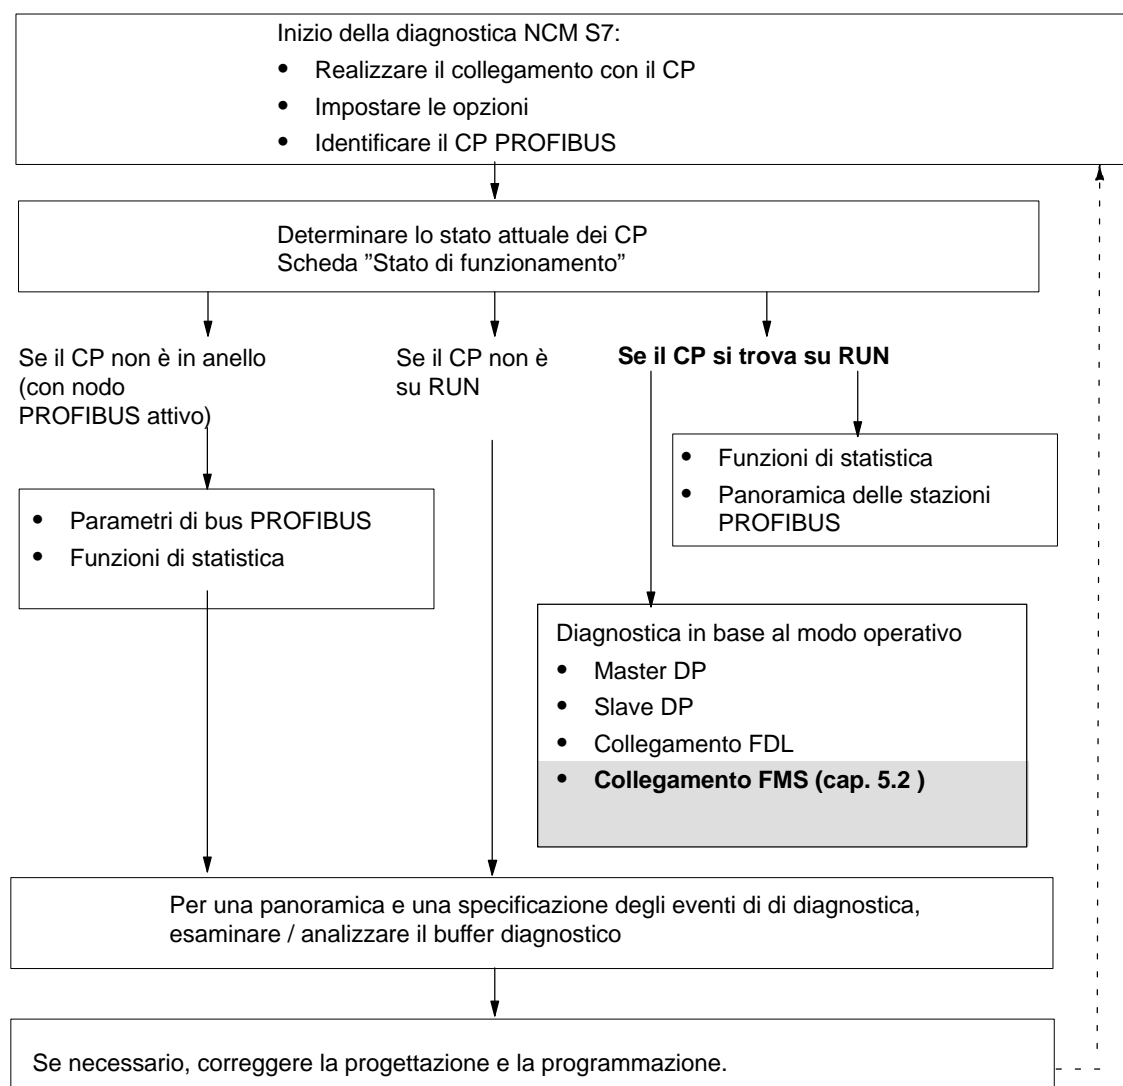 Inizio della diagnostica NCM S7:
• Realizzare il collegamento con il CP
• Impostare le opzioni
• Identificare il CP PROFIBUS
Determinare lo stato attuale dei CP
Scheda ”Stato di funzionamento”
Se il CP non è in anello
(con nodo
PROFIBUS attivo)
Se il CP non è
su RUN
Se il CP si trova su RUN
• Funzioni di statistica
• Panoramica delle stazioni
PROFIBUS
• Parametri di bus PROFIBUS
• Funzioni di statistica
Diagnostica in base al modo operativo
• Master DP
• Slave DP
• Collegamento FDL
• Collegamento FMS (cap. 5.2 )
Per una panoramica e una specificazione degli eventi di di diagnostica,
esaminare / analizzare il buffer diagnostico
Se necessario, correggere la progettazione e la programmazione.